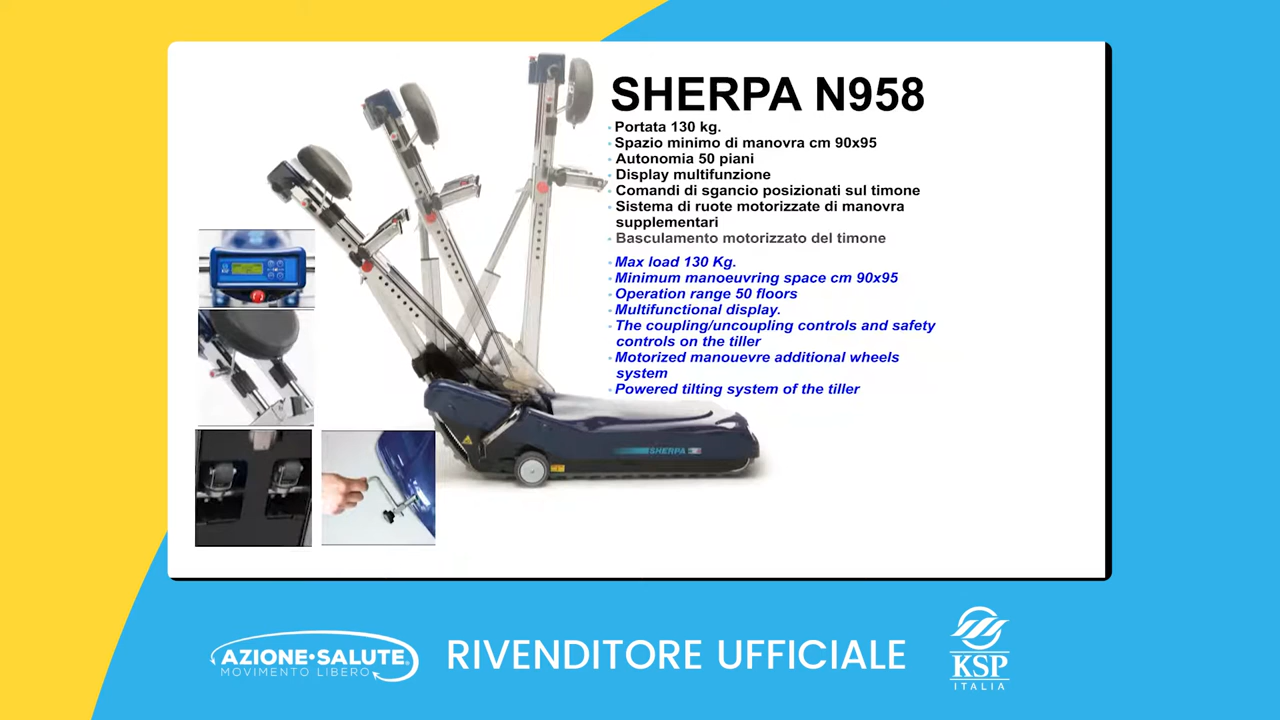 SHERPA N958
Portata 130 kg.
Spazio minimo di manovra cm 90x95
Autonomia 50 piani
Display multifunzione
Comandi di sgancio posizionati sul timone
Sistema di ruote motorizzate di manovra
supplementari
Basculamento motorizzato del timone
Max load 130 Kg.
Minimum manoeuvring space cm 90x95
Operation range 50 floors
Multifunctional display.
The coupling/uncoupling controls and safety
controls on the tiller
Motorized manouevre additional wheels
system
Powered tilting system of the tiller
SHERPA
AZIONE•SALUTE®
MOVIMENTO LIBERO
RIVENDITORE UFFICIALE
KSP
ITALIA